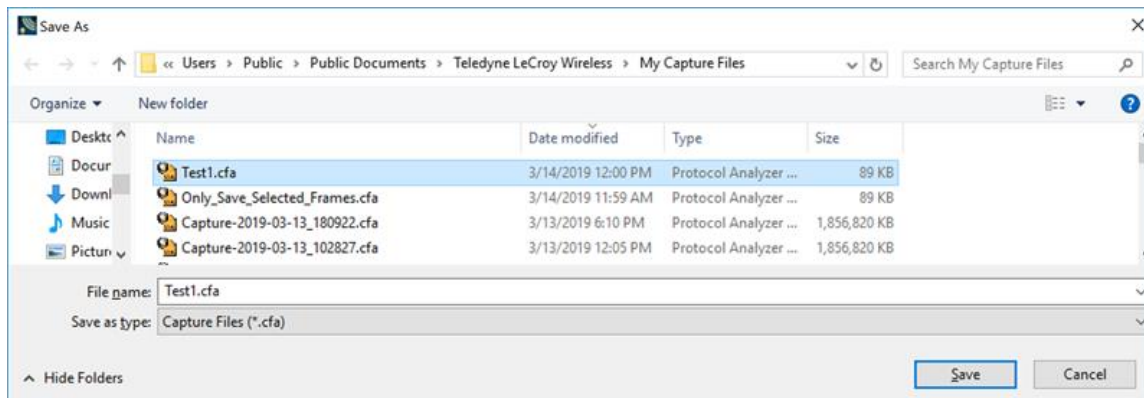 Save As
« Users > Public > Public Documents > Teledyne LeCroy Wireless > My Capture Files
Search My Capture Files
Organize
New folder
Name Date modified Type Size
Deskto
Docur
Downl
Music
Pictur
Test1.cfa 3/14/2019 12:00 PM Protocol Analyzer ... 89 KB
Only_Save_Selected_Frames.cfa 3/14/2019 11:59 AM Protocol Analyzer ... 89 KB
Capture-2019-03-13_180922.cfa 3/13/2019 6:10 PM Protocol Analyzer ... 1,856,820 KB
Capture-2019-03-13_102827.cfa 3/13/2019 12:05 PM Protocol Analyzer ... 1,856,820 KB
File name: Test1.cfa
Save as type: Capture Files (*.cfa)
Hide Folders
Save
Cancel